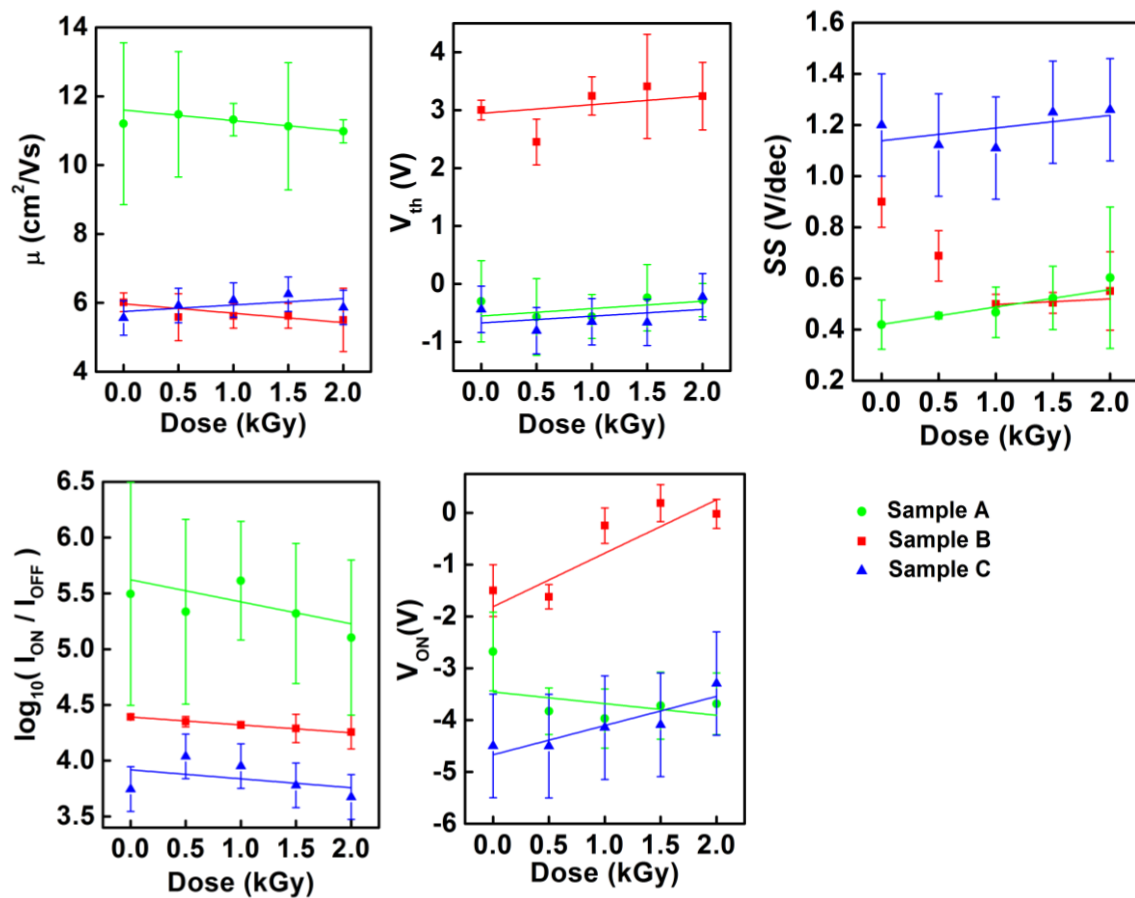 14
12
10
8
6
4
μ (cm²/Vs)
0.0 0.5 1.0 1.5 2.0
Dose (kGy)
4
3
2
1
0
-1
V_th (V)
0.0 0.5 1.0 1.5 2.0
Dose (kGy)
1.6
1.4
1.2
1.0
0.8
0.6
0.4
0.2
SS (V/dec)
0.0 0.5 1.0 1.5 2.0
Dose (kGy)
6.5
6.0
5.5
5.0
4.5
4.0
3.5
log₁₀( I_ON / I_OFF )
0.0 0.5 1.0 1.5 2.0
Dose (kGy)
0
-1
-2
-3
-4
-5
-6
V_ON(V)
0.0 0.5 1.0 1.5 2.0
Dose (kGy)
Sample A
Sample B
Sample C